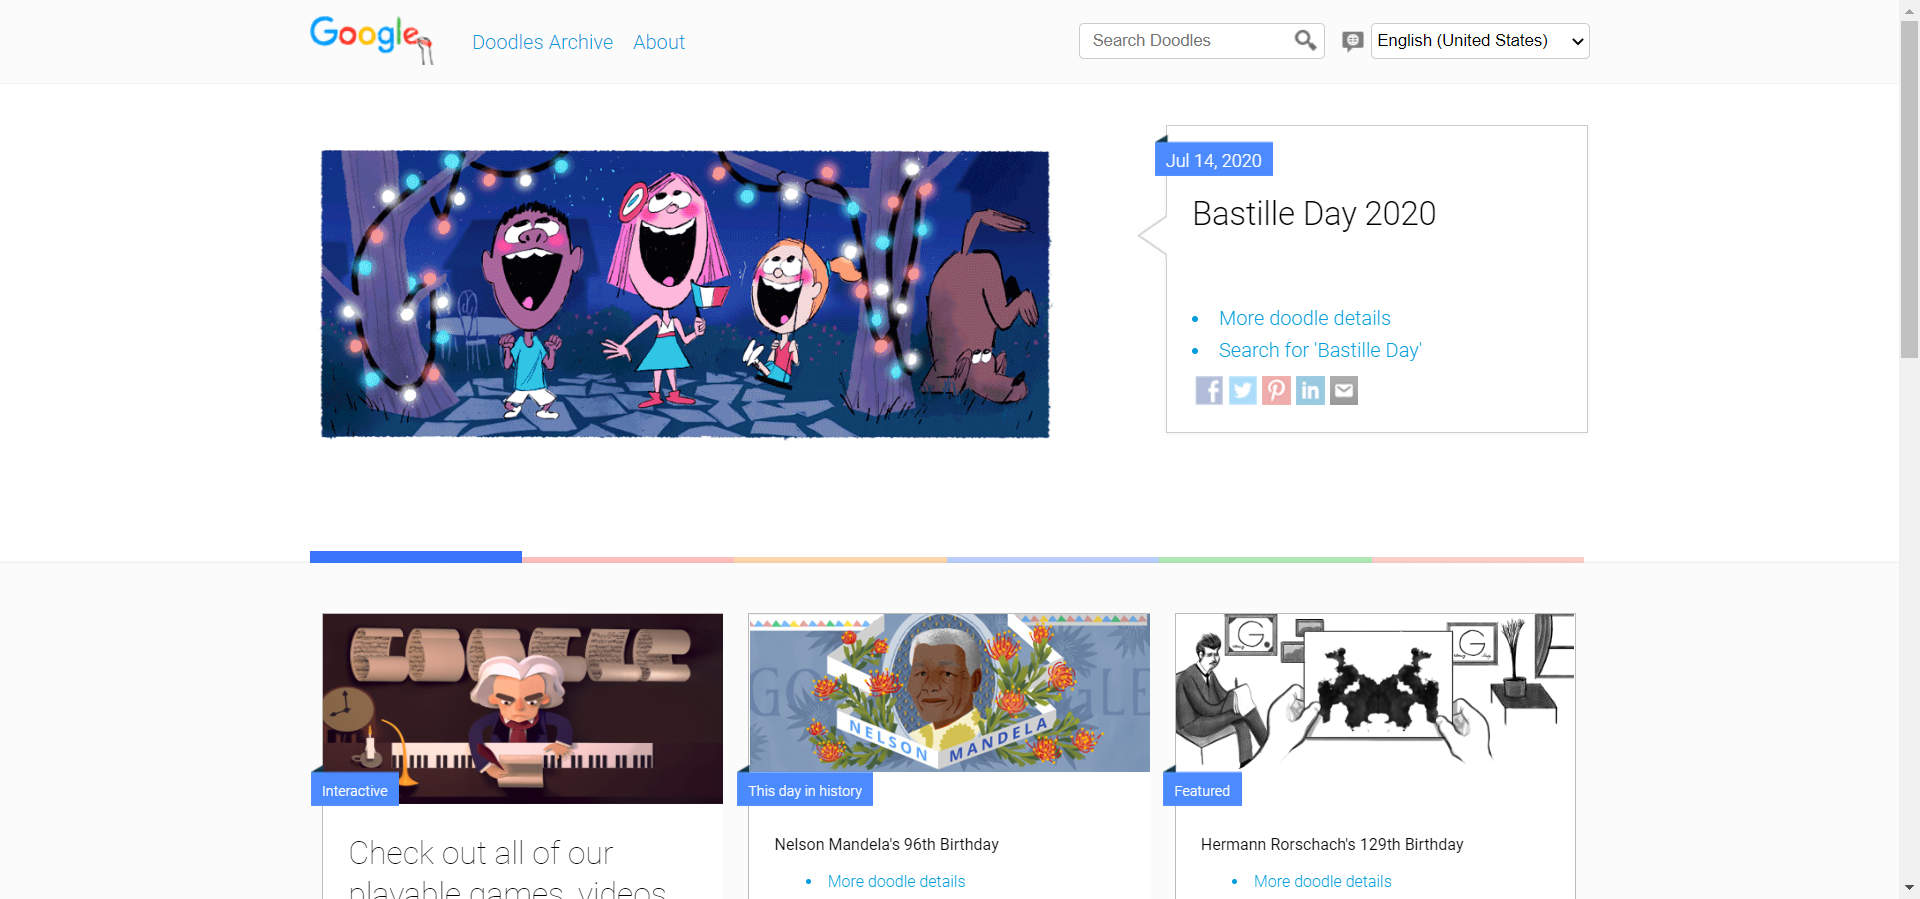 Google
Doodles Archive
About
Search Doodles
English (United States)
Jul 14, 2020
Bastille Day 2020
More doodle details
Search for 'Bastille Day'
GOOGLE
Interactive
Check out all of our
playable games, videos
NELSON MANDELA
This day in history
Nelson Mandela's 96th Birthday
More doodle details
G
G
Featured
Hermann Rorschach's 129th Birthday
More doodle details